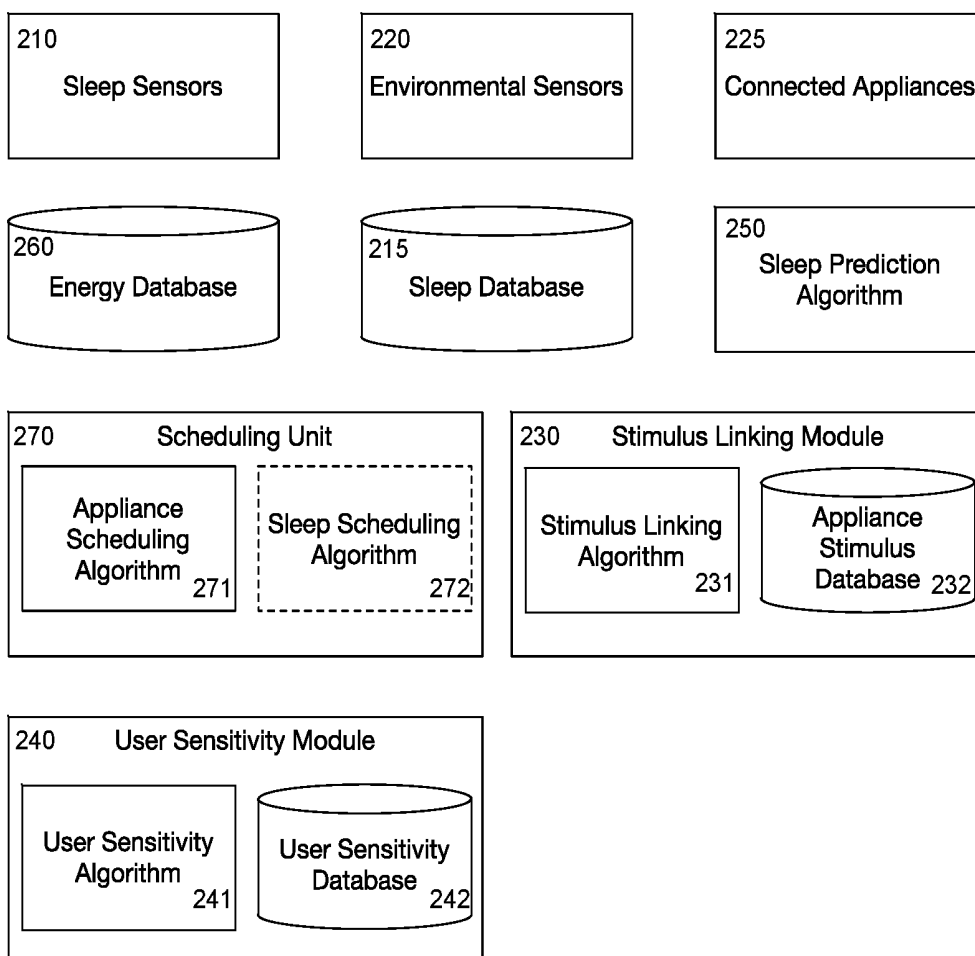 210
Sleep Sensors
220
Environmental Sensors
225
Connected Appliances
260
Energy Database
215
Sleep Database
250
Sleep Prediction
Algorithm
270 Scheduling Unit
Appliance
Scheduling
Algorithm
271
Sleep Scheduling
Algorithm
272
230 Stimulus Linking Module
Stimulus Linking
Algorithm
231
Appliance
Stimulus
Database
232
240 User Sensitivity Module
User Sensitivity
Algorithm
241
User Sensitivity
Database
242